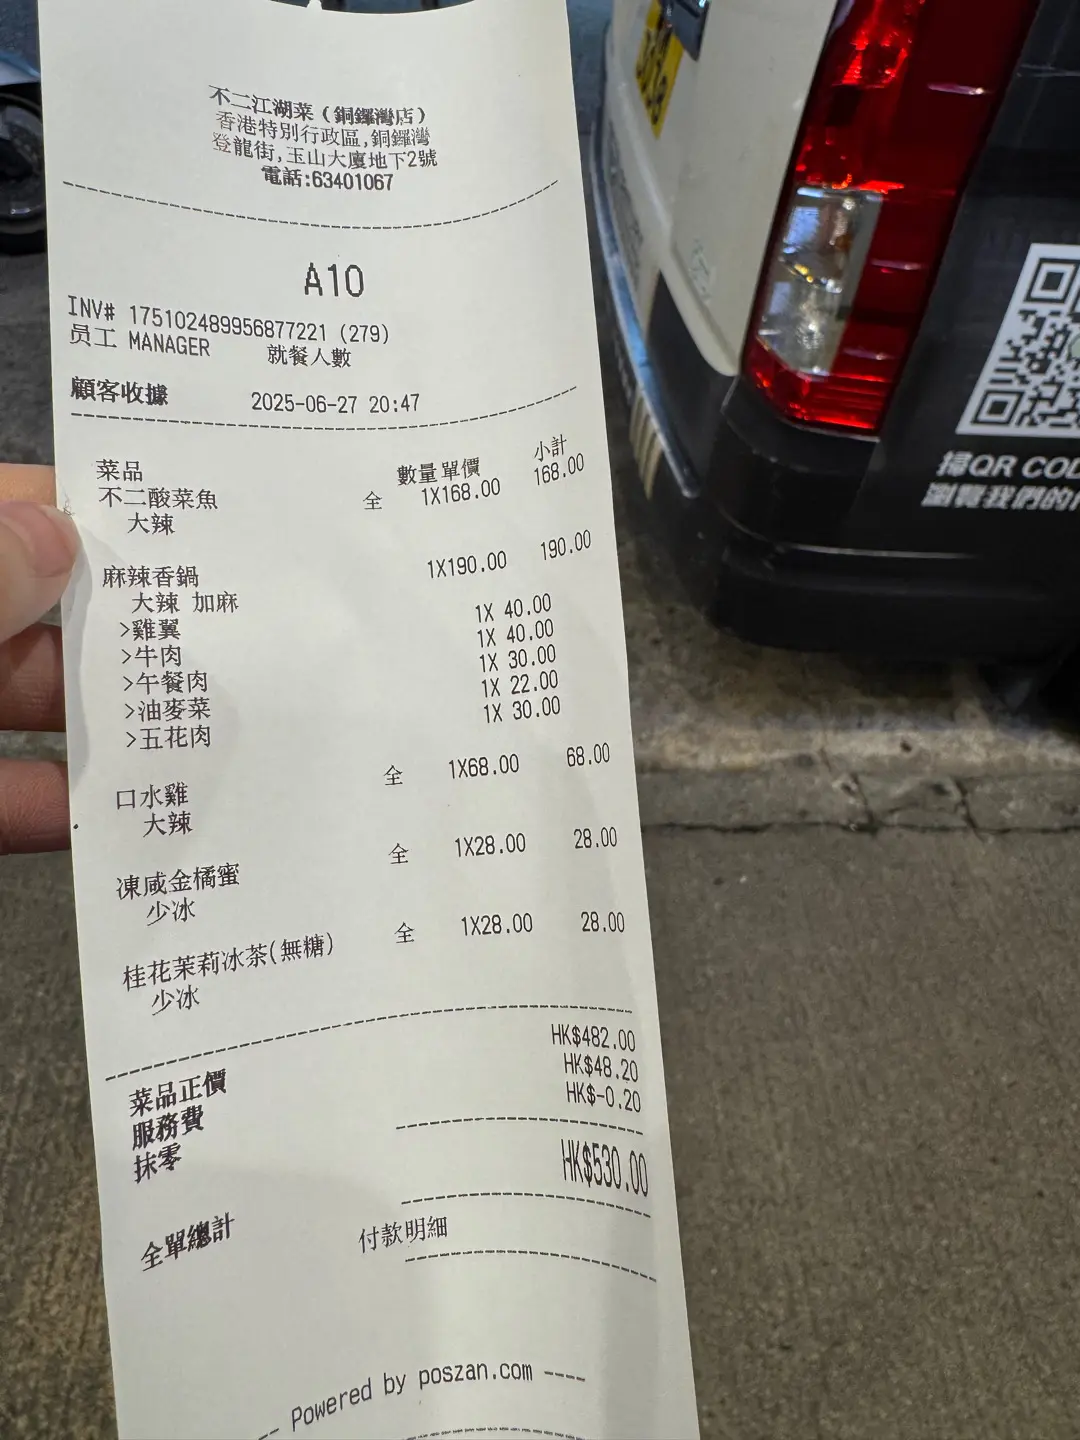 不二江湖菜(銅鑼灣店)
香港特別行政區,銅鑼灣
登龍街,玉山大廈地下2號
電話:63401067
A10
INV# 175102489956877221 (279)
员工 MANAGER 就餐人數
顧客收據 2025-06-27 20:47
菜品 數量單價 小計
不二酸菜魚 全 1X168.00 168.00
大辣
麻辣香鍋 1X190.00 190.00
大辣 加麻
>雞翼 1X 40.00
>牛肉 1X 40.00
>午餐肉 1X 30.00
>油麥菜 1X 22.00
>五花肉 1X 30.00
口水雞 全 1X68.00 68.00
大辣
凍咸金橘蜜 全 1X28.00 28.00
少冰
桂花茉莉冰茶(無糖) 全 1X28.00 28.00
少冰
菜品正價 HK$482.00
服務費 HK$48.20
抹零 HK$-0.20
全單總計 HK$530.00
付款明細
Powered by poszan.com
掃QR COD
瀏覽我們的